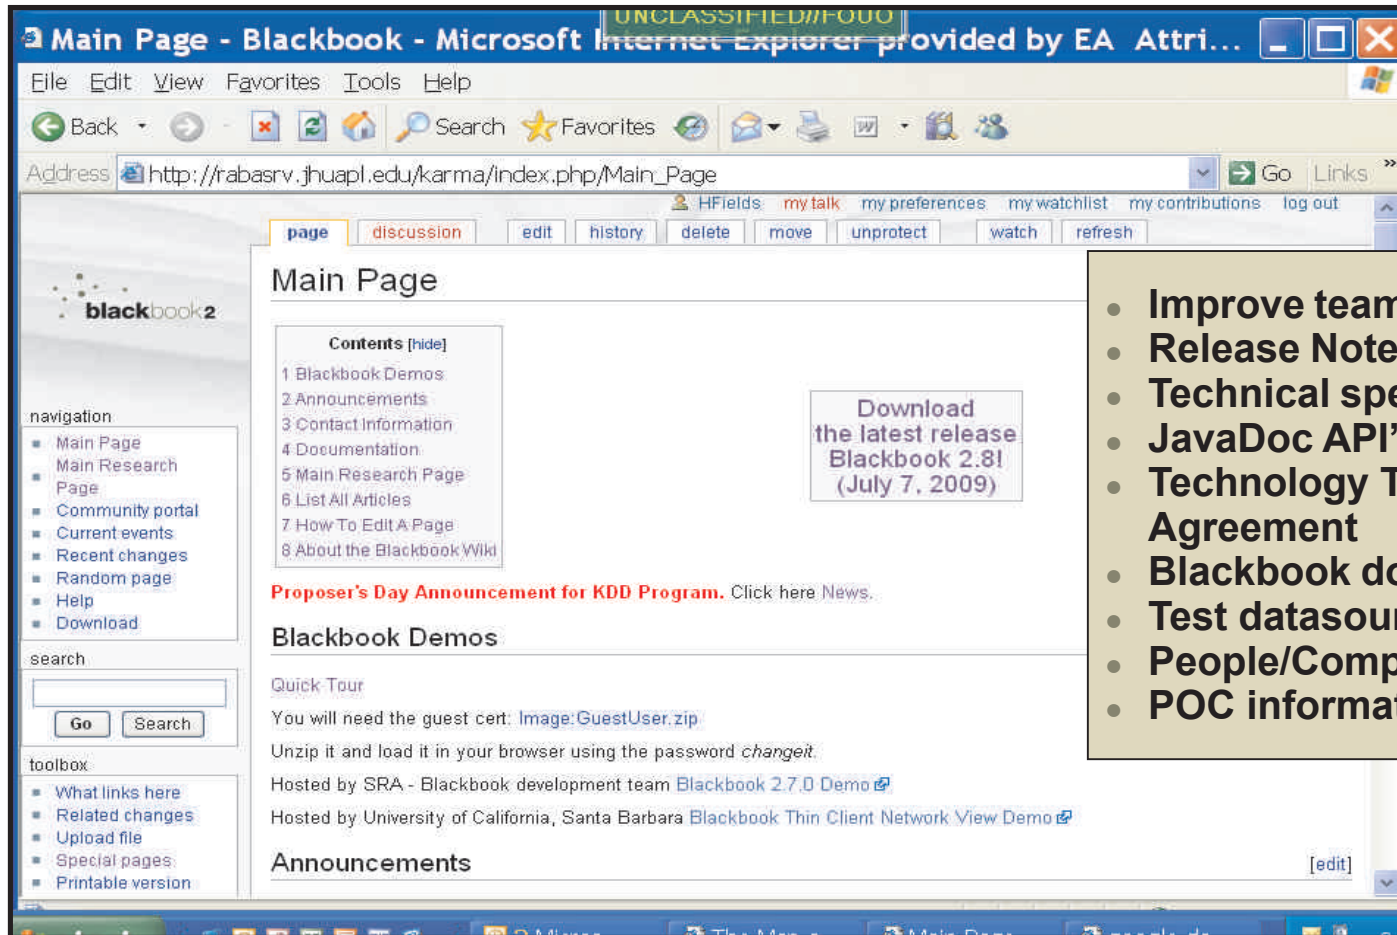 UNCLASSIFIED//FOUO
Main Page - Blackbook - Microsoft Internet Explorer provided by EA Attri...
File Edit View Favorites Tools Help
Back Search Favorites
Address http://rabasrv.jhuapl.edu/karma/index.php/Main_Page Go Links »
HFields my talk my preferences my watchlist my contributions log out
page discussion edit history delete move unprotect watch refresh
blackbook2
Main Page
Contents [hide]
1 Blackbook Demos
2 Announcements
3 Contact Information
4 Documentation
5 Main Research Page
6 List All Articles
7 How To Edit A Page
8 About the Blackbook Wiki
Download
the latest release
Blackbook 2.8!
(July 7, 2009)
Proposer's Day Announcement for KDD Program. Click here News.
Blackbook Demos
Quick Tour
You will need the guest cert: Image:GuestUser.zip
Unzip it and load it in your browser using the password changeit.
Hosted by SRA - Blackbook development team Blackbook 2.7.0 Demo
Hosted by University of California, Santa Barbara Blackbook Thin Client Network View Demo
Announcements [edit]
navigation
Main Page
Main Research
Page
Community portal
Current events
Recent changes
Random page
Help
Download
search
Go Search
toolbox
What links here
Related changes
Upload file
Special pages
Printable version
Improve team
Release Note
Technical spe
JavaDoc API'
Technology T
Agreement
Blackbook do
Test datasour
People/Comp
POC informat
Main Page